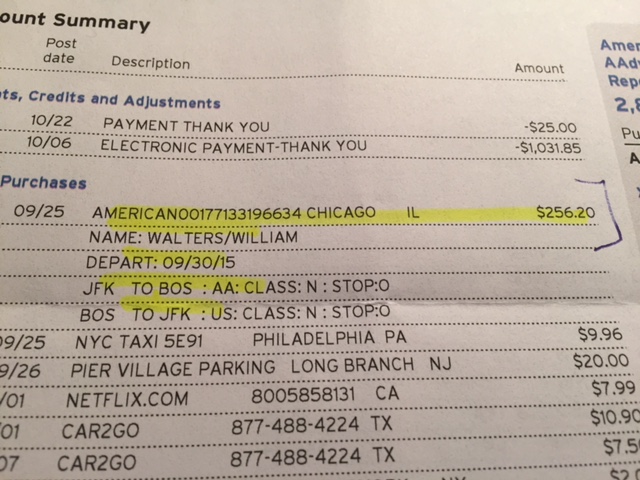 ount Summary
Post date Description Amount
ts, Credits and Adjustments
10/22 PAYMENT THANK YOU -$25.00
10/06 ELECTRONIC PAYMENT-THANK YOU -$1,031.85
Purchases
09/25 AMERICAN00177133196634 CHICAGO IL $256.20
NAME: WALTERS/WILLIAM
DEPART: 09/30/15
JFK TO BOS : AA: CLASS: N : STOP:O
BOS TO JFK : US: CLASS: N : STOP:O
09/25 NYC TAXI 5E91 PHILADELPHIA PA $9.96
9/26 PIER VILLAGE PARKING LONG BRANCH NJ $20.00
/01 NETFLIX.COM 8005858131 CA $7.99
/01 CAR2GO 877-488-4224 TX $10.90
07 CAR2GO 877-488-4224 TX $7.5
Amer
AAdv
Rep
2,